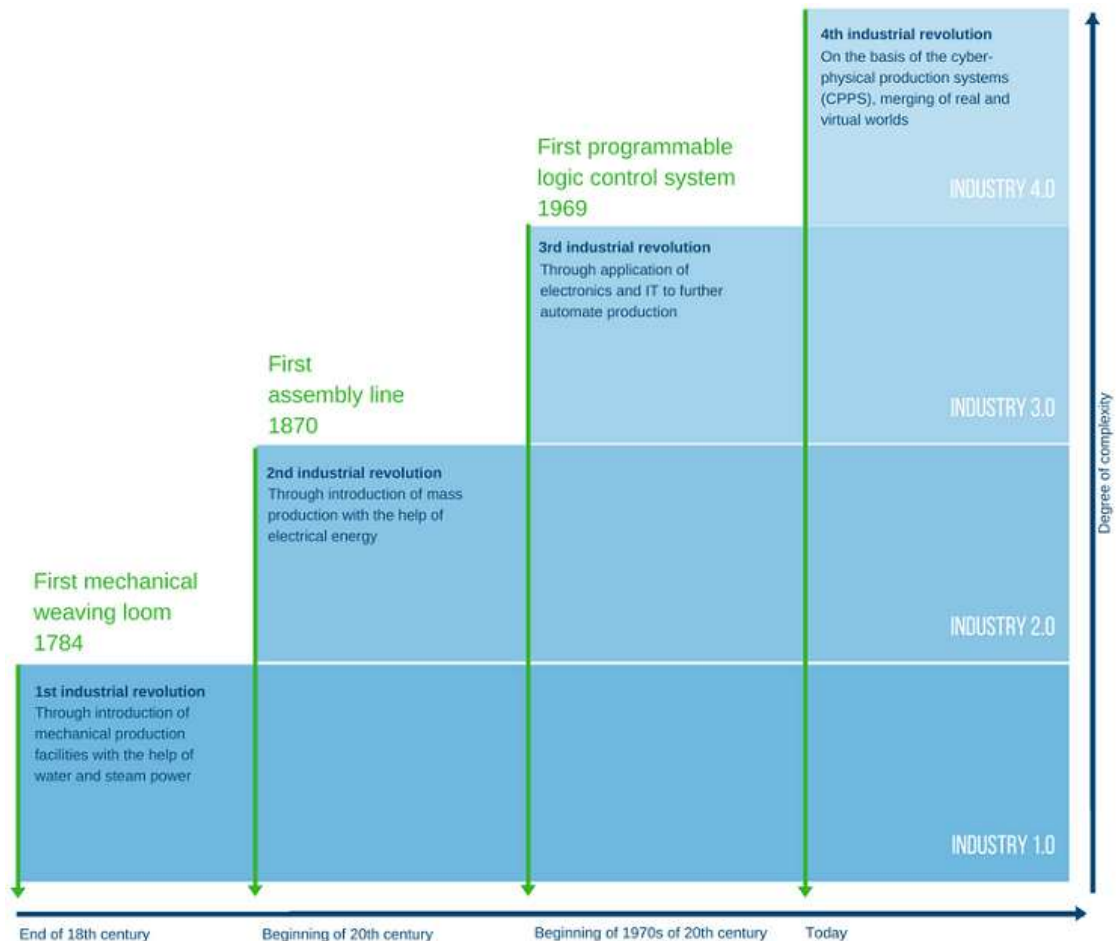 4th industrial revolution
On the basis of the cyber-
physical production systems
(CPPS), merging of real and
virtual worlds
INDUSTRY 4.0
First programmable
logic control system
1969
3rd industrial revolution
Through application of
electronics and IT to further
automate production
INDUSTRY 3.0
First
assembly line
1870
2nd industrial revolution
Through introduction of mass
production with the help of
electrical energy
INDUSTRY 2.0
First mechanical
weaving loom
1784
1st industrial revolution
Through introduction of
mechanical production
facilities with the help of
water and steam power
INDUSTRY 1.0
Degree of complexity
End of 18th century
Beginning of 20th century
Beginning of 1970s of 20th century
Today